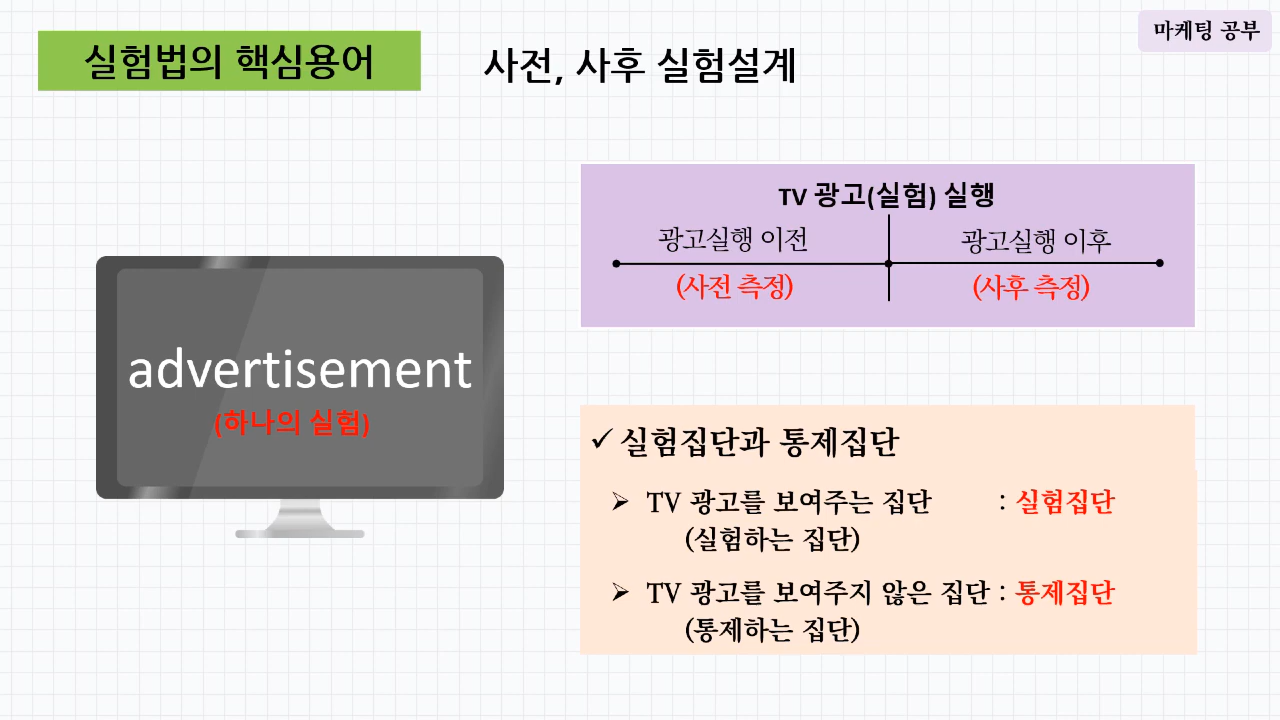 마케팅 공부
실험법의 핵심용어
사전, 사후 실험설계
TV 광고(실험) 실행
광고실행 이전
광고실행 이후
(사전 측정)
(사후 측정)
advertisement
(하나의 실험)
✓ 실험집단과 통제집단
➢ TV 광고를 보여주는 집단 : 실험집단
(실험하는 집단)
➢ TV 광고를 보여주지 않은 집단 : 통제집단
(통제하는 집단)